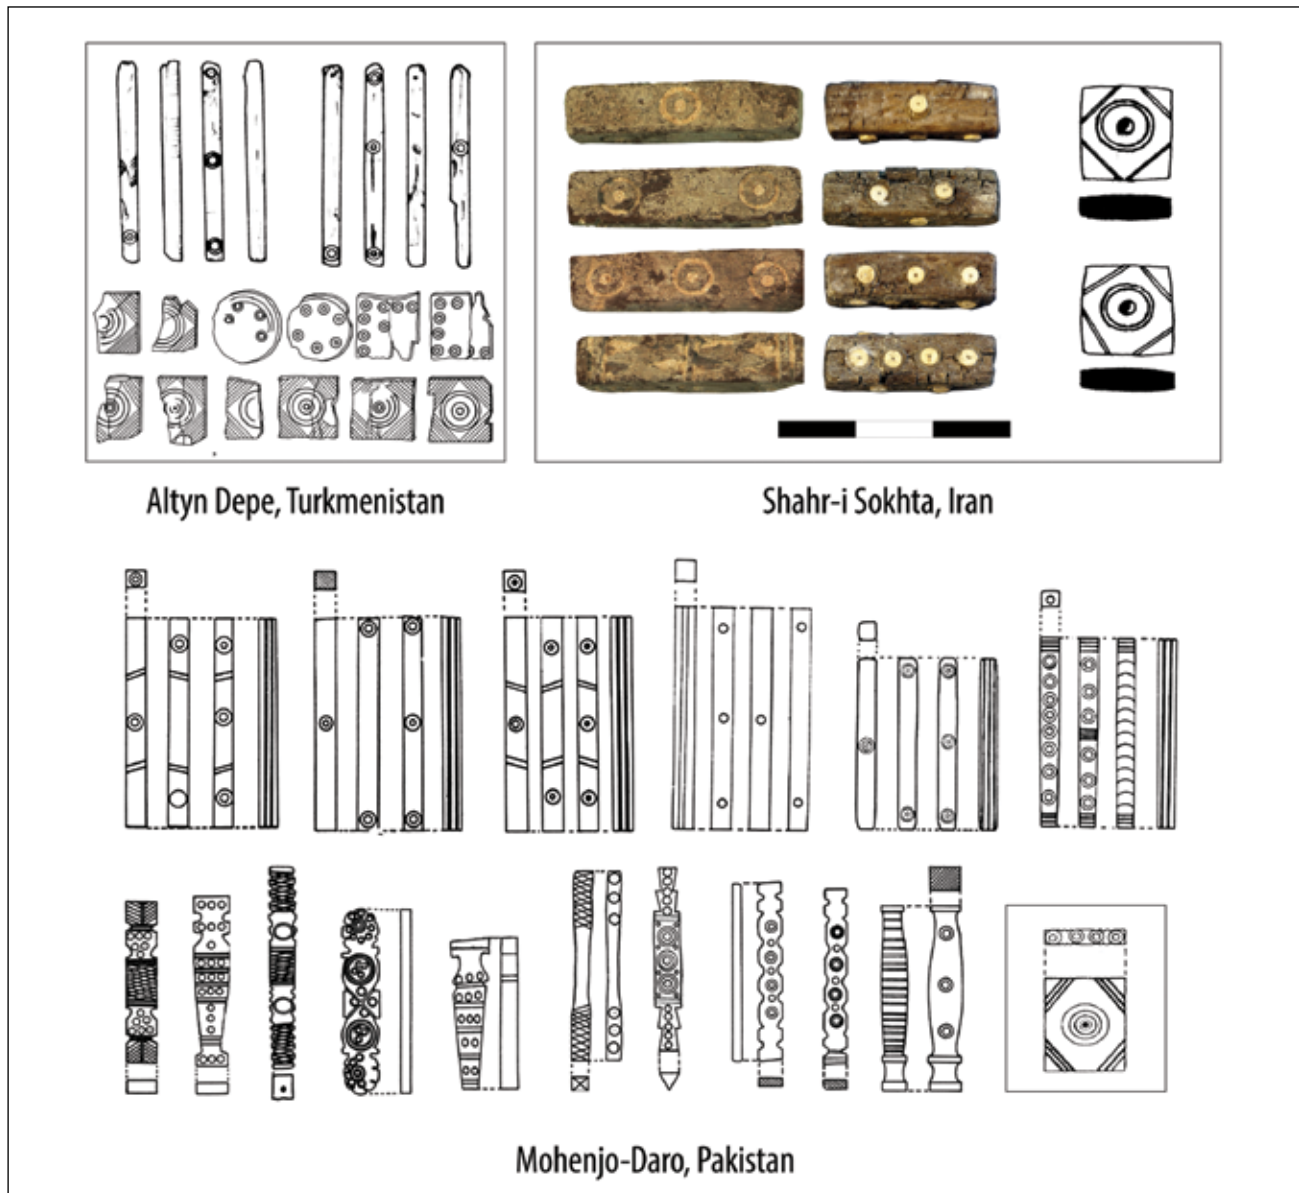 Altyn Depe, Turkmenistan
Shahr-i Sokhta, Iran
Mohenjo-Daro, Pakistan